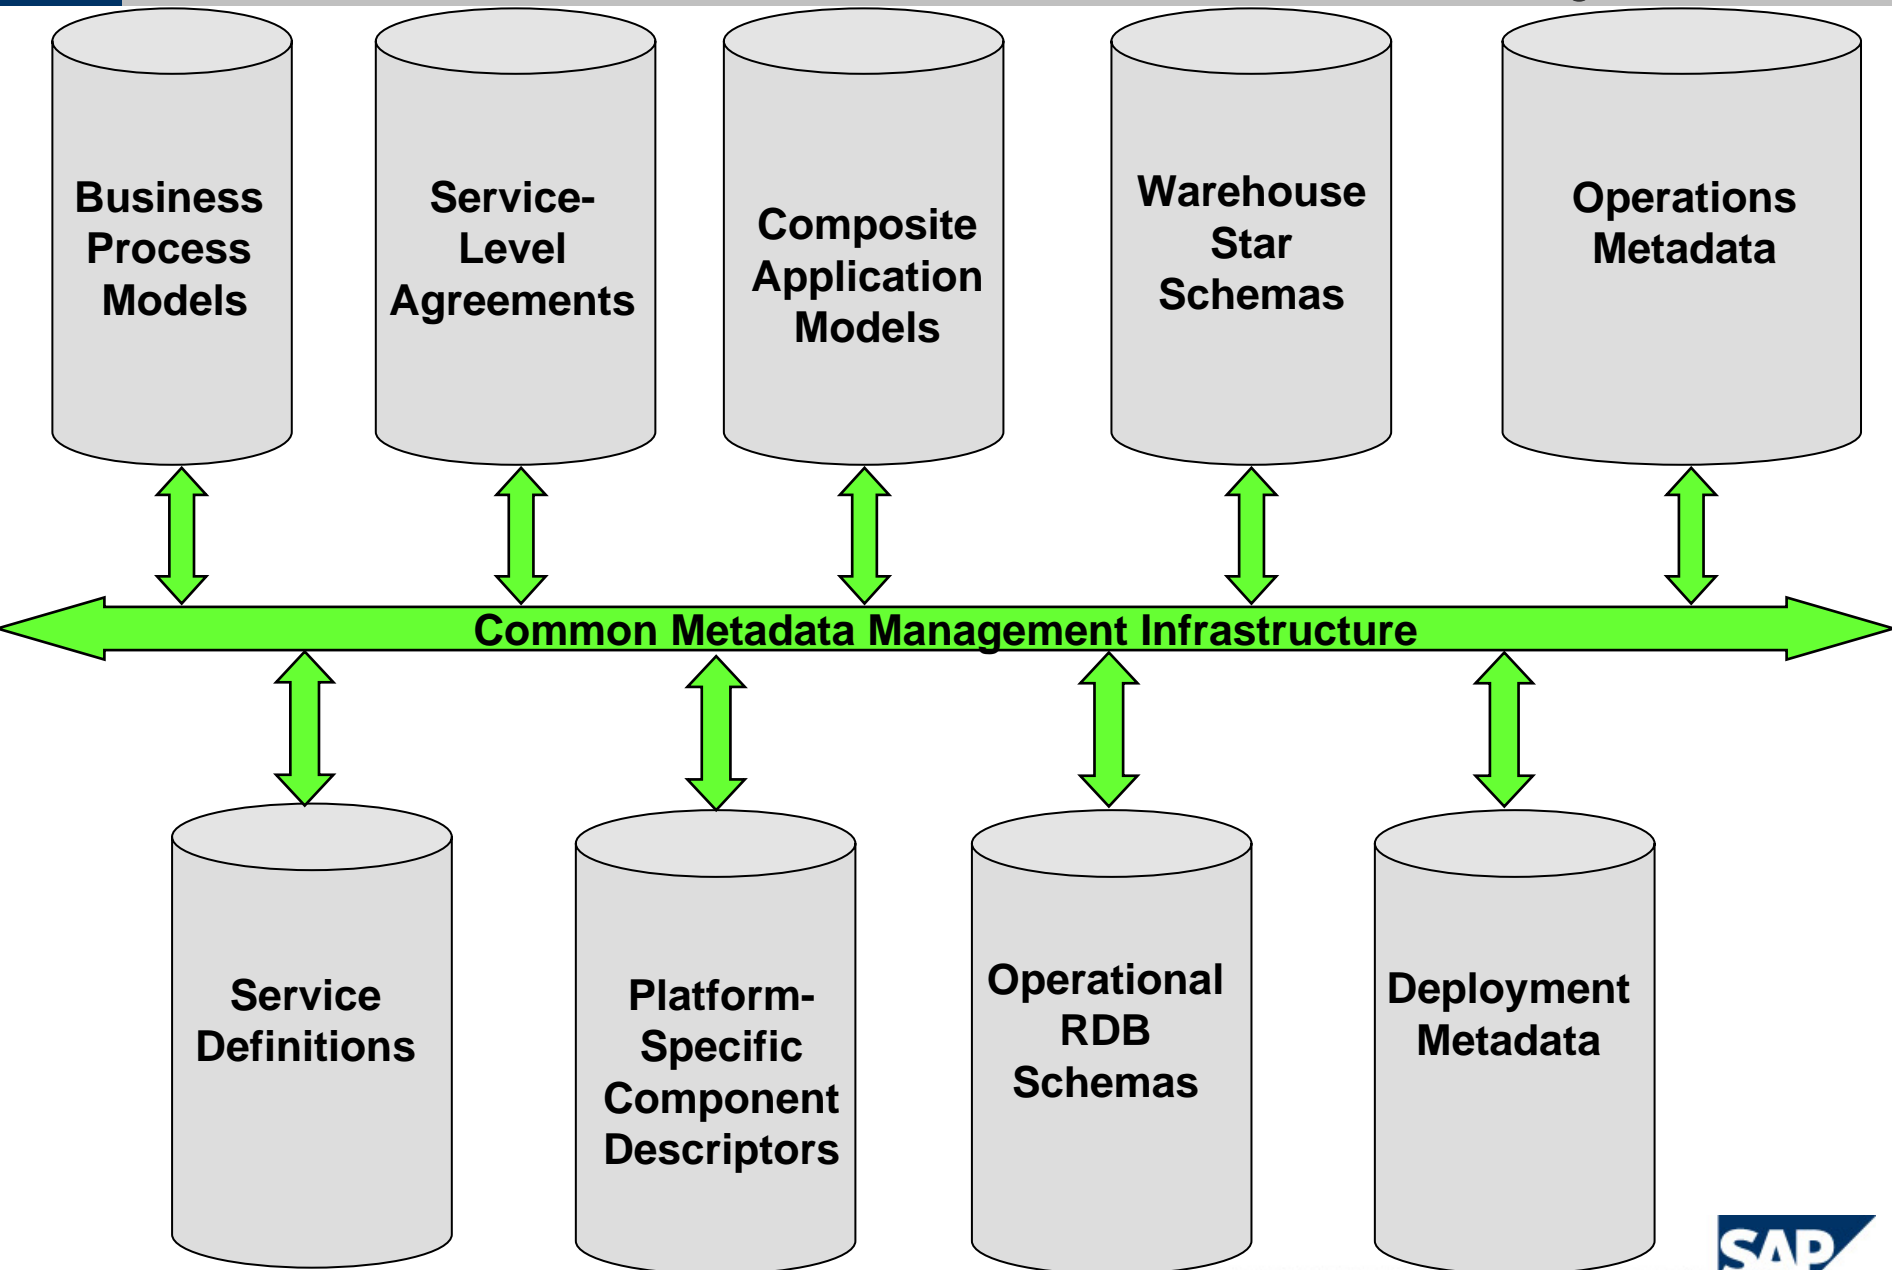 Business
Process
Models
Service-
Level
Agreements
Composite
Application
Models
Warehouse
Star
Schemas
Operations
Metadata
Common Metadata Management Infrastructure
Service
Definitions
Platform-
Specific
Component
Descriptors
Operational
RDB
Schemas
Deployment
Metadata
SAP